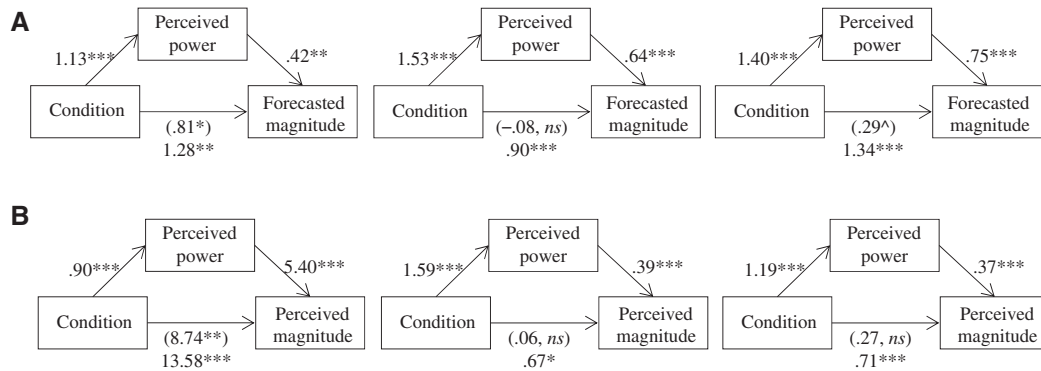 A
Perceived
power
1.13***
.42**
Condition
Forecasted
magnitude
(.81*)
1.28**
Perceived
power
1.53***
.64***
Condition
Forecasted
magnitude
(−.08, ns)
.90***
Perceived
power
1.40***
.75***
Condition
Forecasted
magnitude
(.29^)
1.34***
B
Perceived
power
.90***
5.40***
Condition
Perceived
magnitude
(8.74**)
13.58***
Perceived
power
1.59***
.39***
Condition
Perceived
magnitude
(.06, ns)
.67*
Perceived
power
1.19***
.37***
Condition
Perceived
magnitude
(.27, ns)
.71***